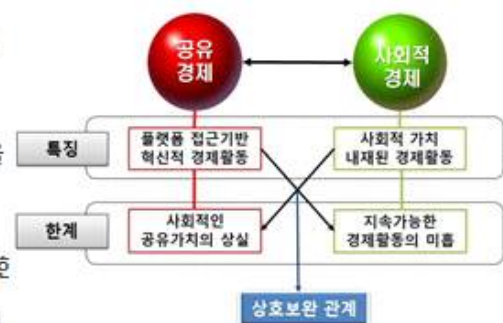 공유
경제
사회적
경제
특징
플랫폼 접근기반
혁신적 경제활동
사회적 가치
내재된 경제활동
한계
사회적인
공유가치의 상실
지속가능한
경제활동의 미흡
상호보완 관계